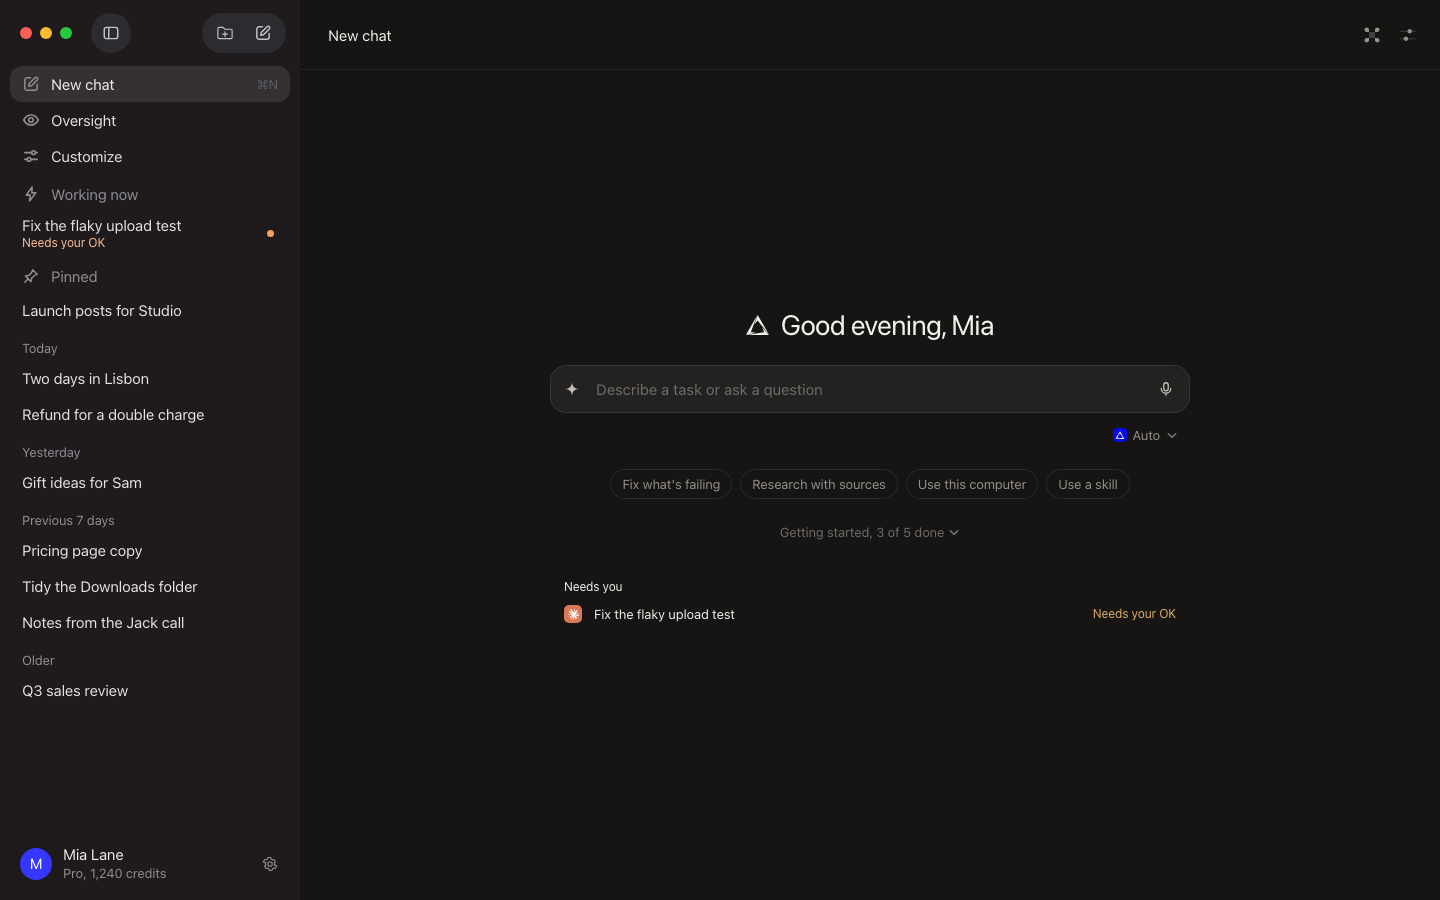 New chat
⌘N
Oversight
Customize
Working now
Fix the flaky upload test
Needs your OK
Pinned
Launch posts for Studio
Today
Two days in Lisbon
Refund for a double charge
Yesterday
Gift ideas for Sam
Previous 7 days
Pricing page copy
Tidy the Downloads folder
Notes from the Jack call
Older
Q3 sales review
M
Mia Lane
Pro, 1,240 credits
New chat
Good evening, Mia
Describe a task or ask a question
Auto
Fix what's failing
Research with sources
Use this computer
Use a skill
Getting started, 3 of 5 done
Needs you
Fix the flaky upload test
Needs your OK